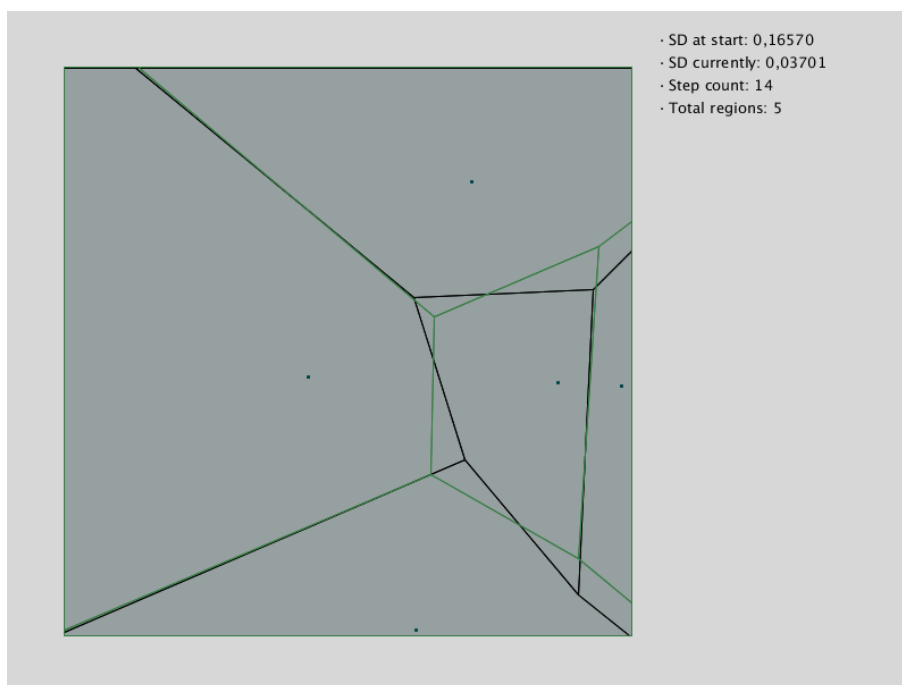 · SD at start: 0,16570
· SD currently: 0,03701
· Step count: 14
· Total regions: 5